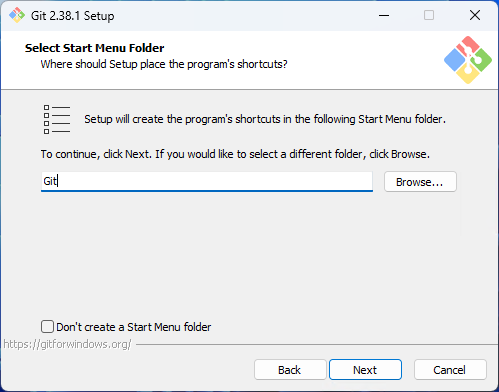 Git 2.38.1 Setup
Select Start Menu Folder
Where should Setup place the program's shortcuts?
Setup will create the program's shortcuts in the following Start Menu folder.
To continue, click Next. If you would like to select a different folder, click Browse.
Git
Browse...
Don't create a Start Menu folder
https://gitforwindows.org/
Back
Next
Cancel